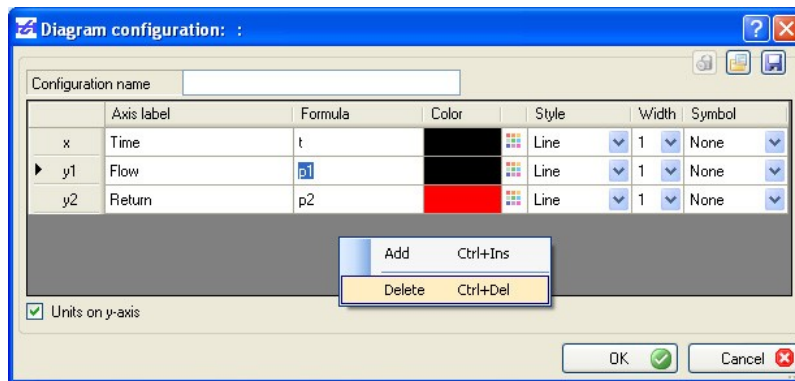 Diagram configuration: :
Configuration name
Axis label Formula Color Style Width Symbol
x Time t Line 1 None
y1 Flow p1 Line 1 None
y2 Return p2 Line 1 None
Add Ctrl+Ins
Delete Ctrl+Del
Units on y-axis
OK Cancel